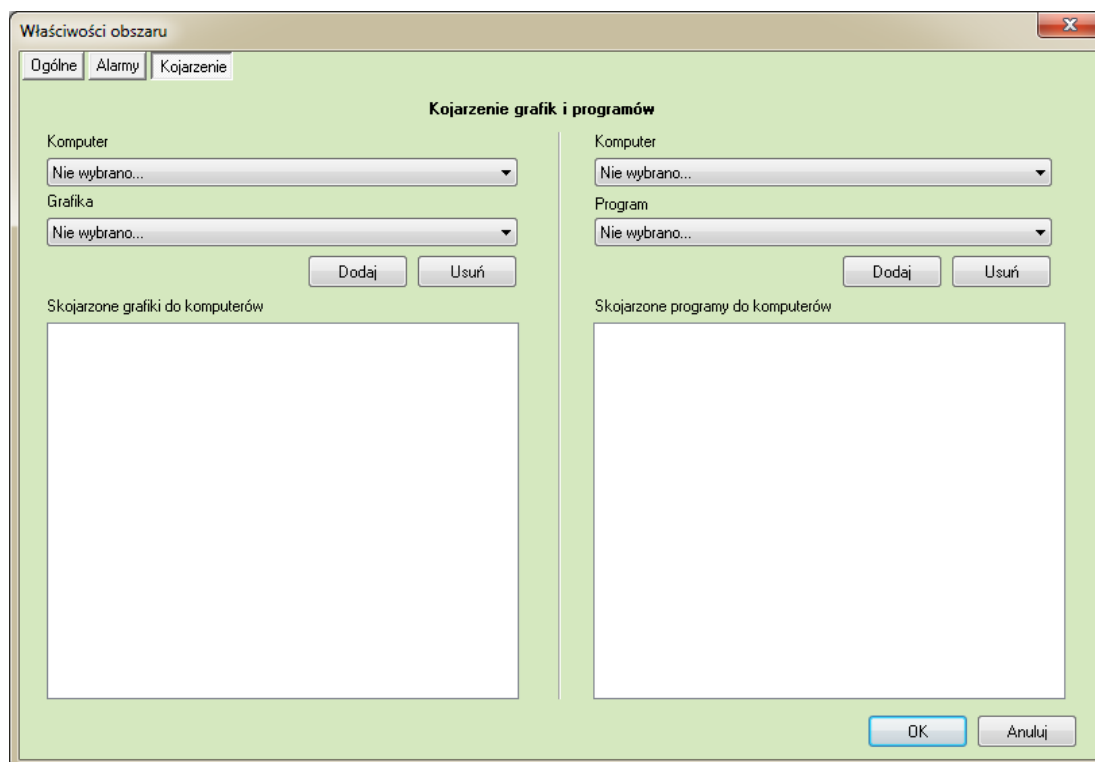 Właściwości obszaru
Ogólne Alarmy Kojarzenie
Kojarzenie grafik i programów
Komputer
Nie wybrano...
Grafika
Nie wybrano...
Dodaj Usuń
Skojarzone grafiki do komputerów
Komputer
Nie wybrano...
Program
Nie wybrano...
Dodaj Usuń
Skojarzone programy do komputerów
OK Anuluj